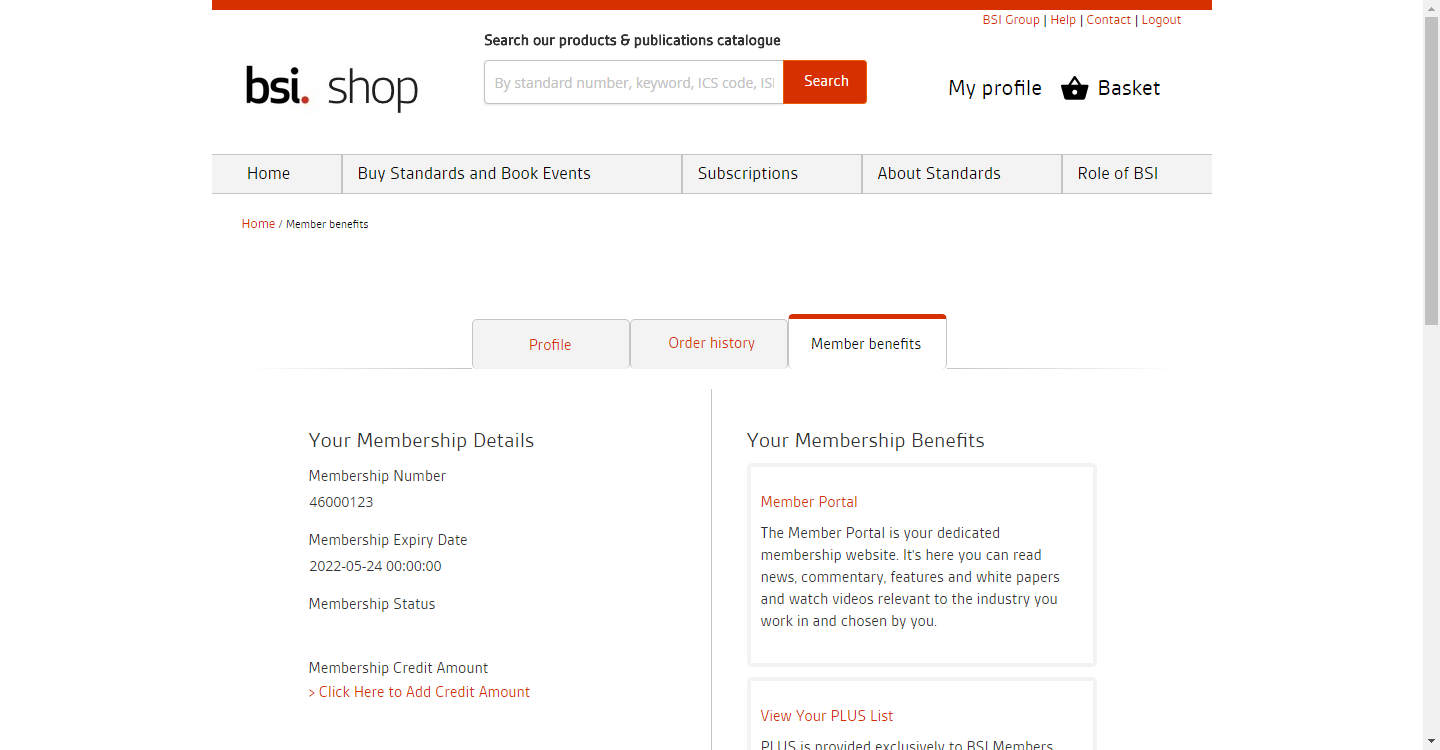 BSI Group | Help | Contact | Logout
Search our products & publications catalogue
bsi. shop
By standard number, keyword, ICS code, ISI
Search
My profile
Basket
Home
Buy Standards and Book Events
Subscriptions
About Standards
Role of BSI
Home / Member benefits
Profile
Order history
Member benefits
Your Membership Details
Membership Number
46000123
Membership Expiry Date
2022-05-24 00:00:00
Membership Status
Membership Credit Amount
> Click Here to Add Credit Amount
Your Membership Benefits
Member Portal
The Member Portal is your dedicated
membership website. It's here you can read
news, commentary, features and white papers
and watch videos relevant to the industry you
work in and chosen by you.
View Your PLUS List
PLUS is provided exclusively to BSI Members